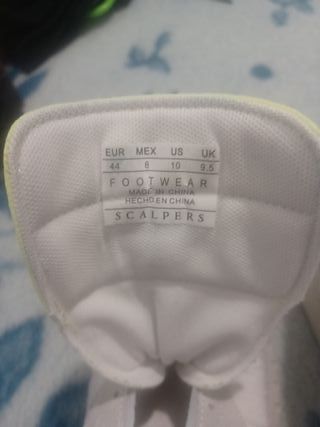 EUR MEX US UK
44 8 10 9.5
FOOTWEAR
MADE IN CHINA
HECHO EN CHINA
SCALPERS